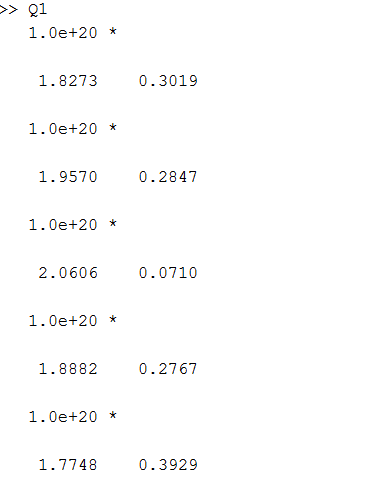 >> Q1
1.0e+20 *
1.8273 0.3019
1.0e+20 *
1.9570 0.2847
1.0e+20 *
2.0606 0.0710
1.0e+20 *
1.8882 0.2767
1.0e+20 *
1.7748 0.3929